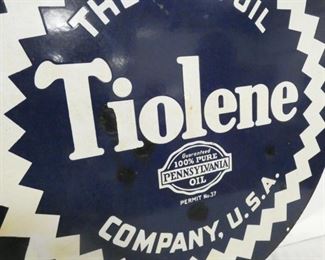 THE
OIL
Tiolene
Guaranteed
100% PURE
PENNSYLVANIA
OIL
PERMIT No. 37
COMPANY, U.S.A.